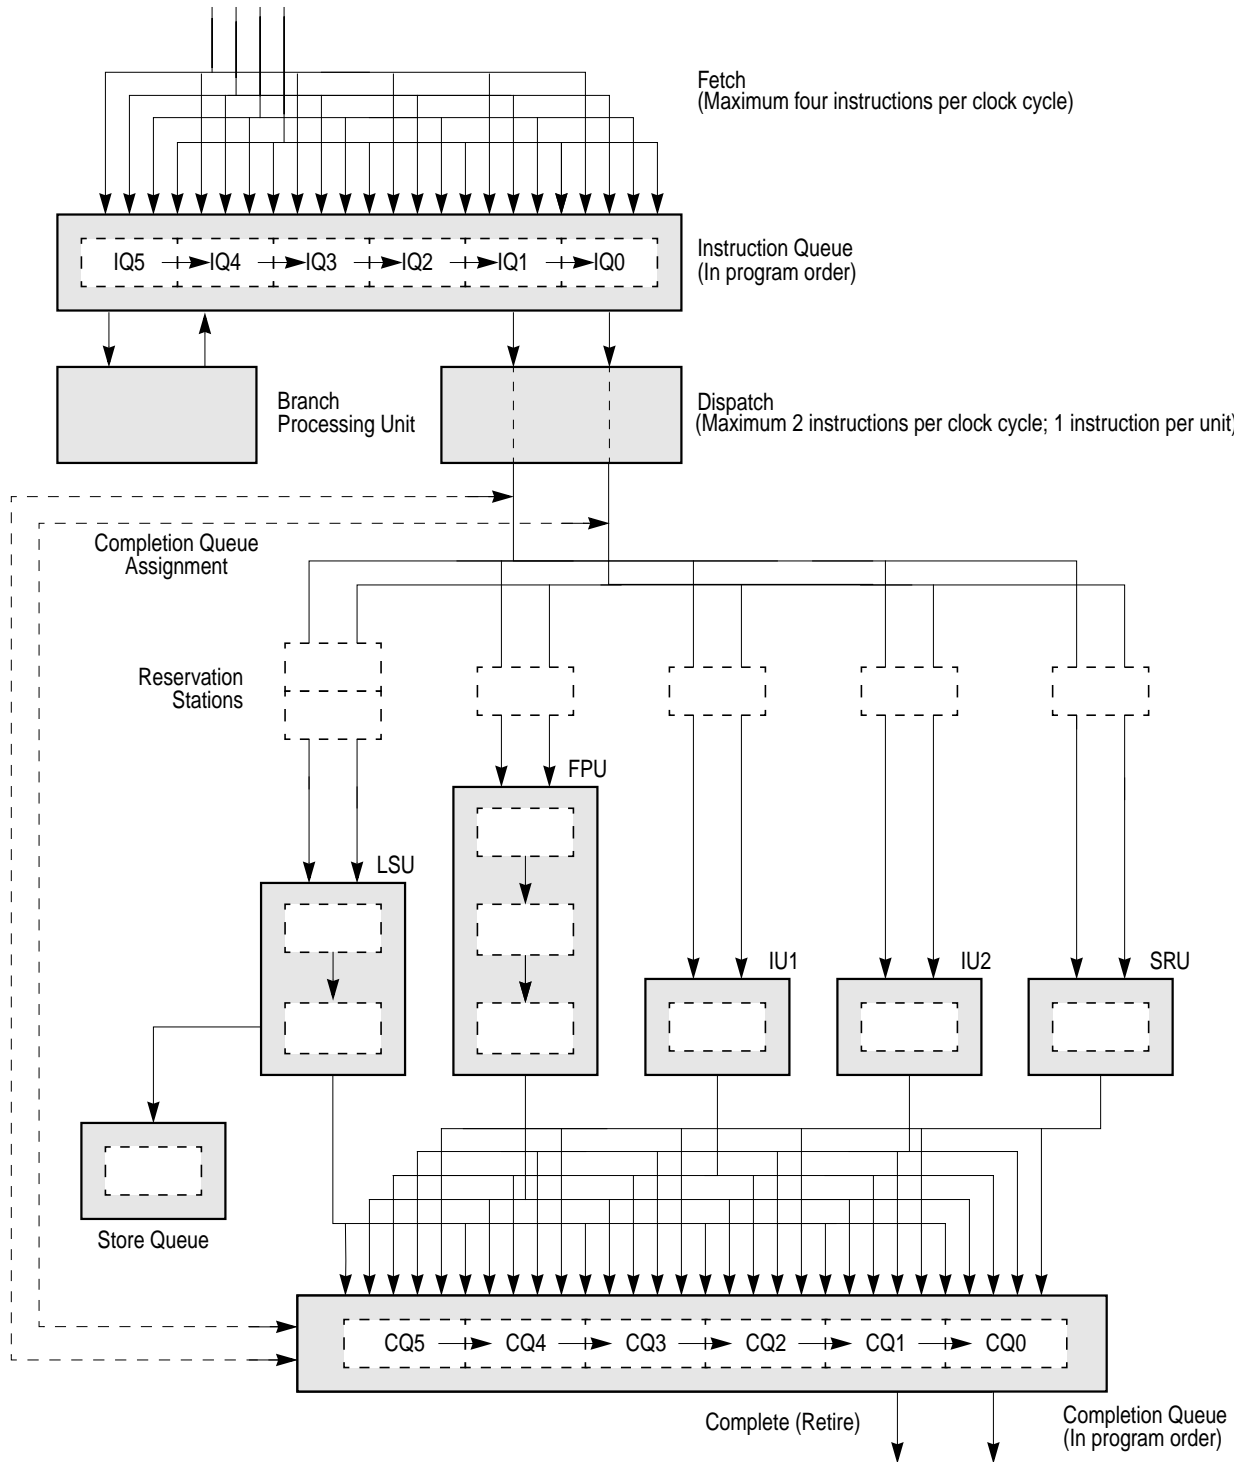 Fetch
(Maximum four instructions per clock cycle)
IQ5 IQ4 IQ3 IQ2 IQ1 IQ0
Instruction Queue
(In program order)
Branch
Processing Unit
Dispatch
(Maximum 2 instructions per clock cycle; 1 instruction per unit)
Completion Queue
Assignment
Reservation
Stations
FPU
LSU
IU1
IU2
SRU
Store Queue
CQ5 CQ4 CQ3 CQ2 CQ1 CQ0
Complete (Retire)
Completion Queue
(In program order)